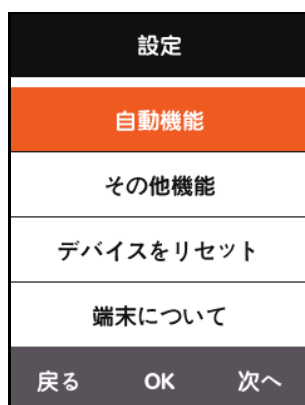 設定
自動機能
その他機能
デバイスをリセット
端末について
戻る OK 次へ